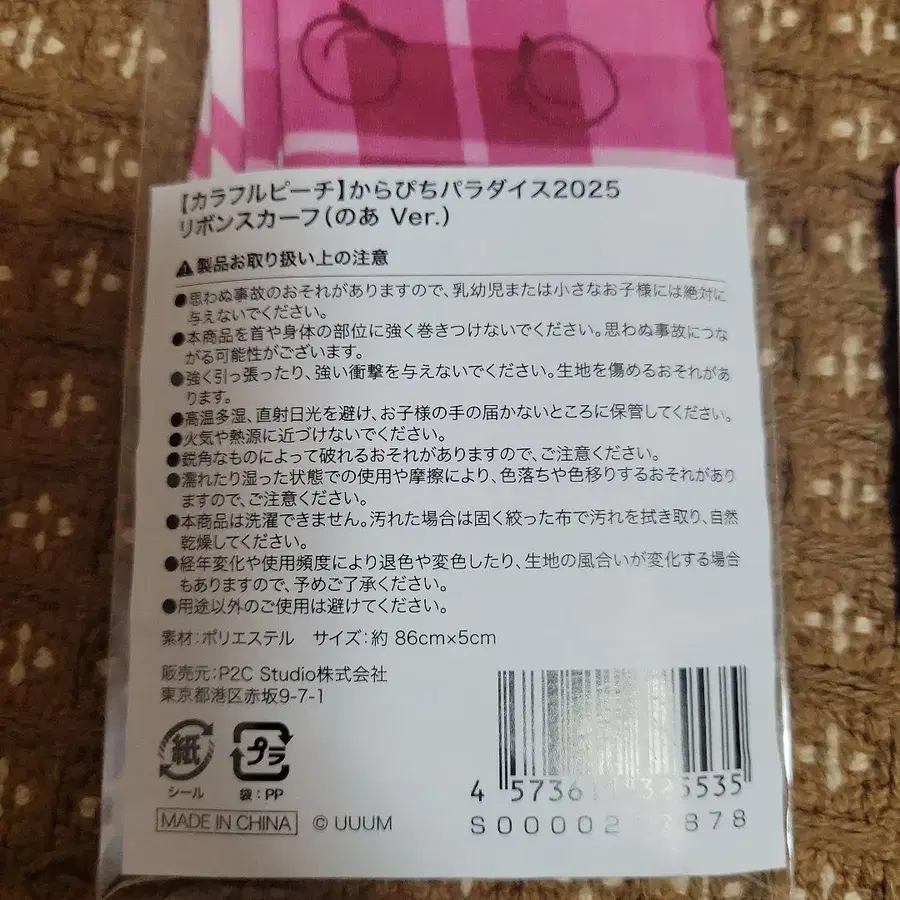 【カラフルピーチ】からぴちパラダイス2025
リボンスカーフ(のあ Ver.)
製品お取り扱い上の注意
●思わぬ事故のおそれがありますので、乳幼児または小さなお子様には絶対に
与えないでください。
●本商品を首や身体の部位に強く巻きつけないでください。思わぬ事故につな
がる可能性がございます。
●強く引っ張ったり、強い衝撃を与えないでください。生地を傷めるおそれがあ
ります。
●高温多湿、直射日光を避け、お子様の手の届かないところに保管してください。
●火気や熱源に近づけないでください。
●鋭角なものによって破れるおそれがありますので、ご注意ください。
●濡れたり湿った状態での使用や摩擦により、色落ちや色移りするおそれがあり
ますので、ご注意ください。
●本商品は洗濯できません。汚れた場合は固く絞った布で汚れを拭き取り、自然
乾燥してください。
●経年変化や使用頻度により退色や変色したり、生地の風合いが変化する場合
もありますので、予めご了承ください。
●用途以外のご使用は避けてください。
素材:ポリエステル サイズ:約 86cm×5cm
販売元:P2C Studio株式会社
東京都港区赤坂9-7-1
紙 プラ
シール 袋:PP
MADE IN CHINA © UUUM
4